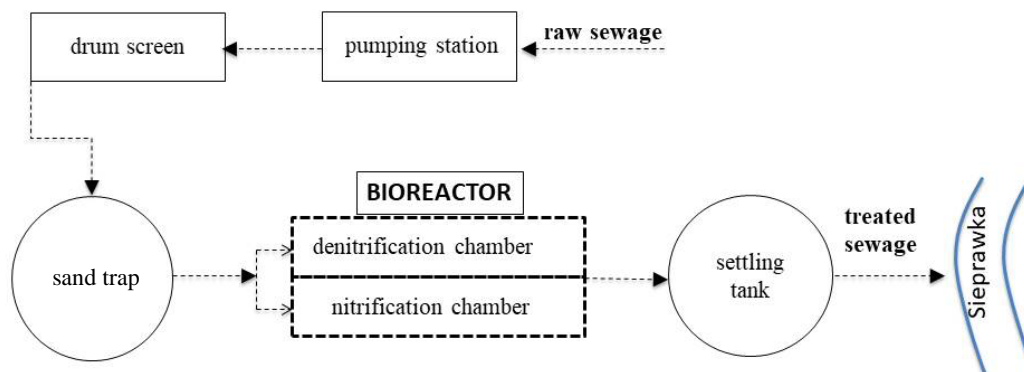 raw sewage
pumping station
drum screen
sand trap
BIOREACTOR
denitrification chamber
nitrification chamber
settling
tank
treated
sewage
Sieprawka